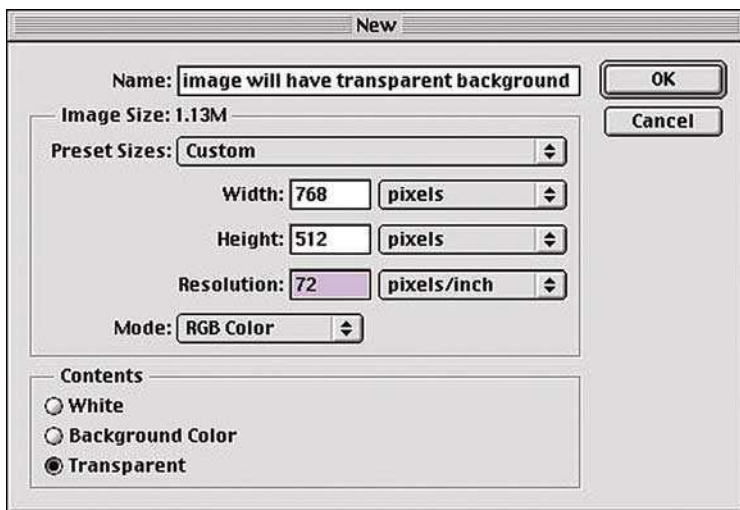 New
Name: image will have transparent background
OK
Cancel
Image Size: 1.13M
Preset Sizes: Custom
Width: 768 pixels
Height: 512 pixels
Resolution: 72 pixels/inch
Mode: RGB Color
Contents
White
Background Color
Transparent